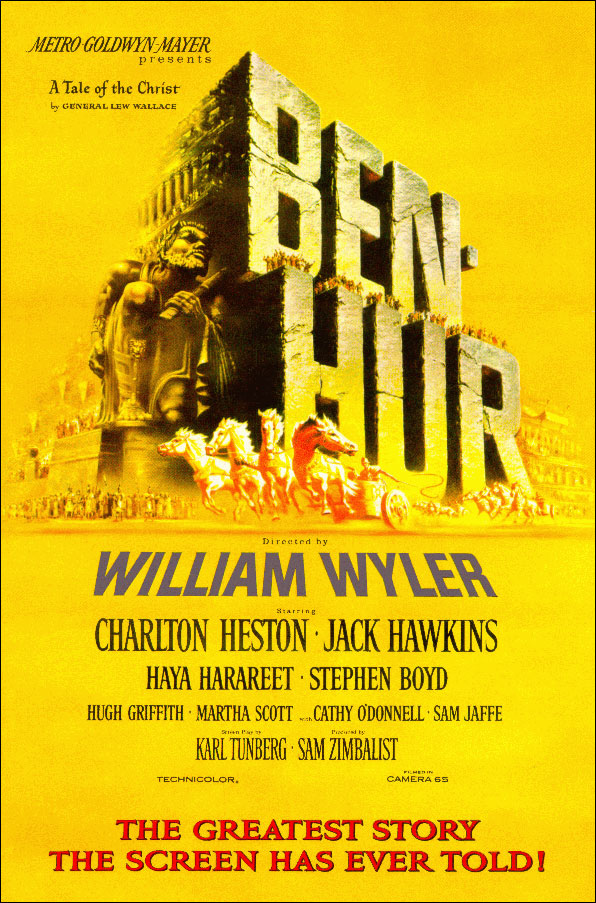 METRO-GOLDWYN-MAYER
presents
A Tale of the Christ
by GENERAL LEW WALLACE
BEN-
HUR
Directed by
WILLIAM WYLER
Starring
CHARLTON HESTON · JACK HAWKINS
HAYA HARAREET · STEPHEN BOYD
HUGH GRIFFITH · MARTHA SCOTT with CATHY O'DONNELL · SAM JAFFE
Screen Play by
Produced by
KARL TUNBERG · SAM ZIMBALIST
TECHNICOLOR®
FILMED IN
CAMERA 65
THE GREATEST STORY
THE SCREEN HAS EVER TOLD!